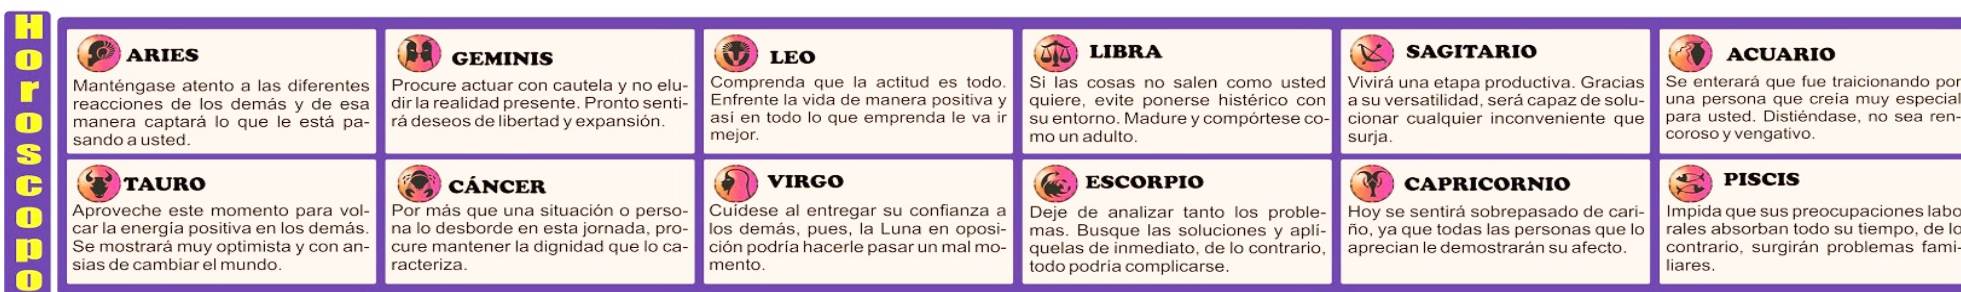 Horoscopo
ARIES
Manténgase atento a las diferentes
reacciones de los demás y de esa
manera captará lo que le está pa-
sando a usted.
GEMINIS
Procure actuar con cautela y no elu-
dir la realidad presente. Pronto senti-
rá deseos de libertad y expansión.
LEO
Comprenda que la actitud es todo.
Enfrente la vida de manera positiva y
así en todo lo que emprenda le va ir
mejor.
LIBRA
Si las cosas no salen como usted
quiere, evite ponerse histérico con
su entorno. Madure y compórtese co-
mo un adulto.
SAGITARIO
Vivirá una etapa productiva. Gracias
a su versatilidad, será capaz de solu-
cionar cualquier inconveniente que
surja.
ACUARIO
Se enterará que fue traicionando por
una persona que creía muy especial
para usted. Distiéndase, no sea ren-
coroso y vengativo.
TAURO
Aproveche este momento para vol-
car la energía positiva en los demás.
Se mostrará muy optimista y con an-
sias de cambiar el mundo.
CÁNCER
Por más que una situación o perso-
na lo desborde en esta jornada, pro-
cure mantener la dignidad que lo ca-
racteriza.
VIRGO
Cuídese al entregar su confianza a
los demás, pues, la Luna en oposi-
ción podría hacerle pasar un mal mo-
mento.
ESCORPIO
Deje de analizar tanto los proble-
mas. Busque las soluciones y aplí-
quelas de inmediato, de lo contrario,
todo podría complicarse.
CAPRICORNIO
Hoy se sentirá sobrepasado de cari-
ño, ya que todas las personas que lo
aprecian le demostrarán su afecto.
PISCIS
Impida que sus preocupaciones labo
rales absorban todo su tiempo, de lo
contrario, surgirán problemas fami-
liares.